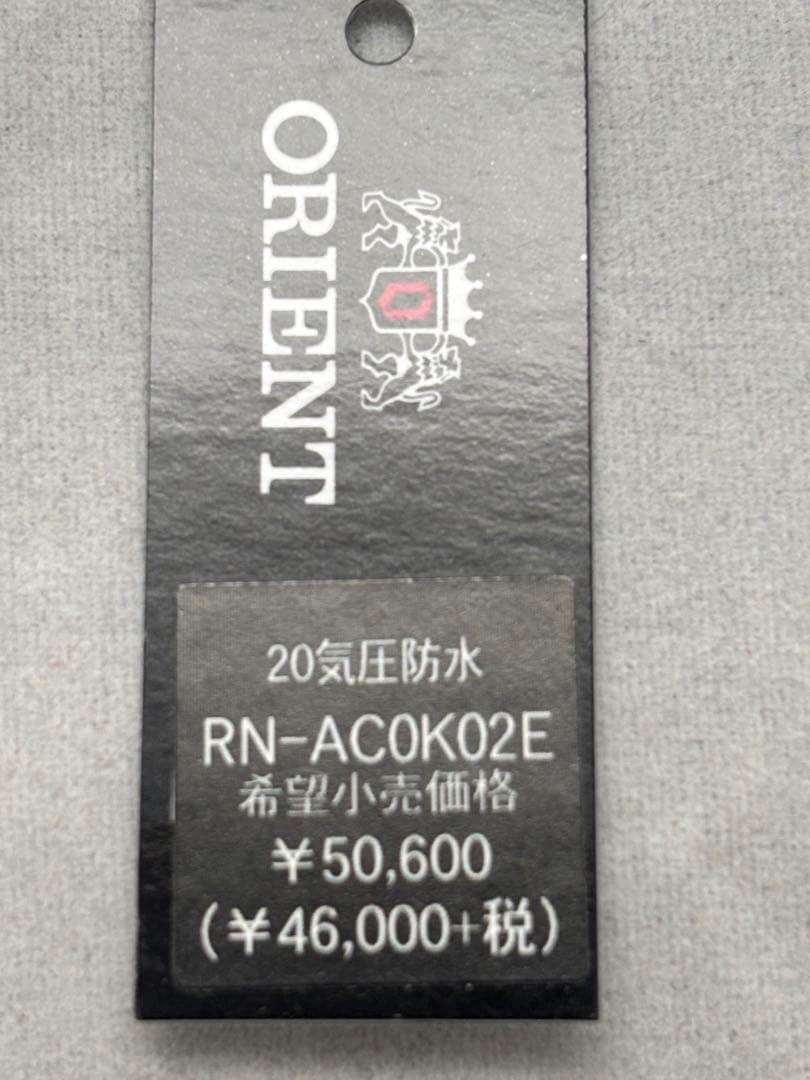 ORIENT
20気圧防水
RN-AC0K02E
希望小売価格
¥50,600
(¥46,000+税)